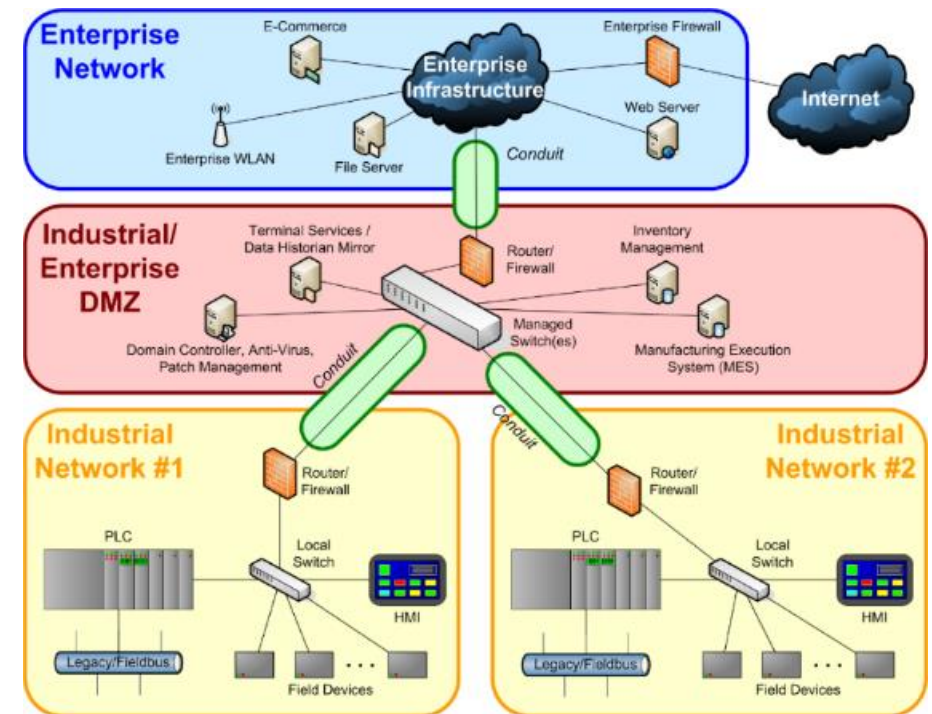 Enterprise
Network
E-Commerce
Enterprise Firewall
Enterprise
Infrastructure
Internet
Web Server
Enterprise WLAN
File Server
Conduit
Industrial/
Enterprise
DMZ
Terminal Services /
Data Historian Mirror
Router/
Firewall
Inventory
Management
Managed
Switch(es)
Domain Controller, Anti-Virus,
Patch Management
Manufacturing Execution
System (MES)
Conduit
Conduit
Industrial
Network #1
Router/
Firewall
PLC
Local
Switch
HMI
Legacy/Fieldbus
Field Devices
Industrial
Network #2
Router/
Firewall
PLC
Local
Switch
HMI
Legacy/Fieldbus
Field Devices